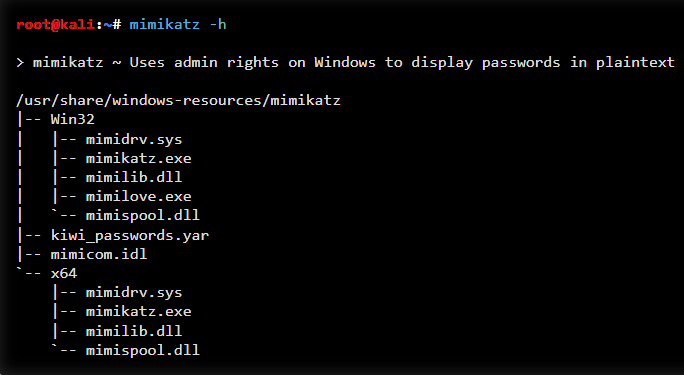 root@kali:~# mimikatz -h
> mimikatz ~ Uses admin rights on Windows to display passwords in plaintext
/usr/share/windows-resources/mimikatz
|-- Win32
|   |-- mimidrv.sys
|   |-- mimikatz.exe
|   |-- mimilib.dll
|   |-- mimilove.exe
|   `-- mimispool.dll
|-- kiwi_passwords.yar
|-- mimicom.idl
`-- x64
    |-- mimidrv.sys
    |-- mimikatz.exe
    |-- mimilib.dll
    `-- mimispool.dll